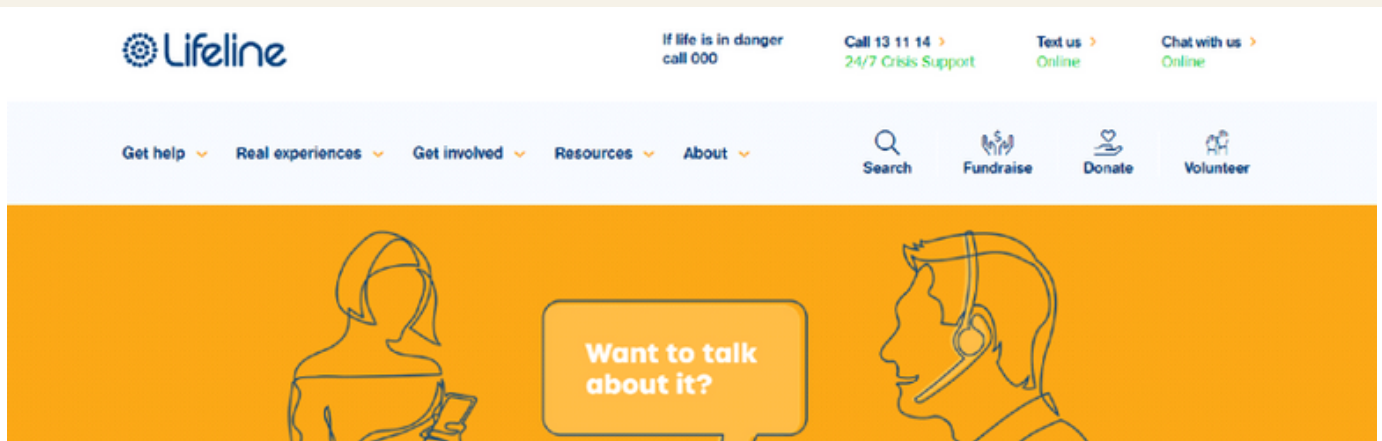 Lifeline
If life is in danger
call 000
Call 13 11 14 >
24/7 Crisis Support
Text us >
Online
Chat with us >
Online
Get help
Real experiences
Get involved
Resources
About
Search
Fundraise
Donate
Volunteer
Want to talk
about it?